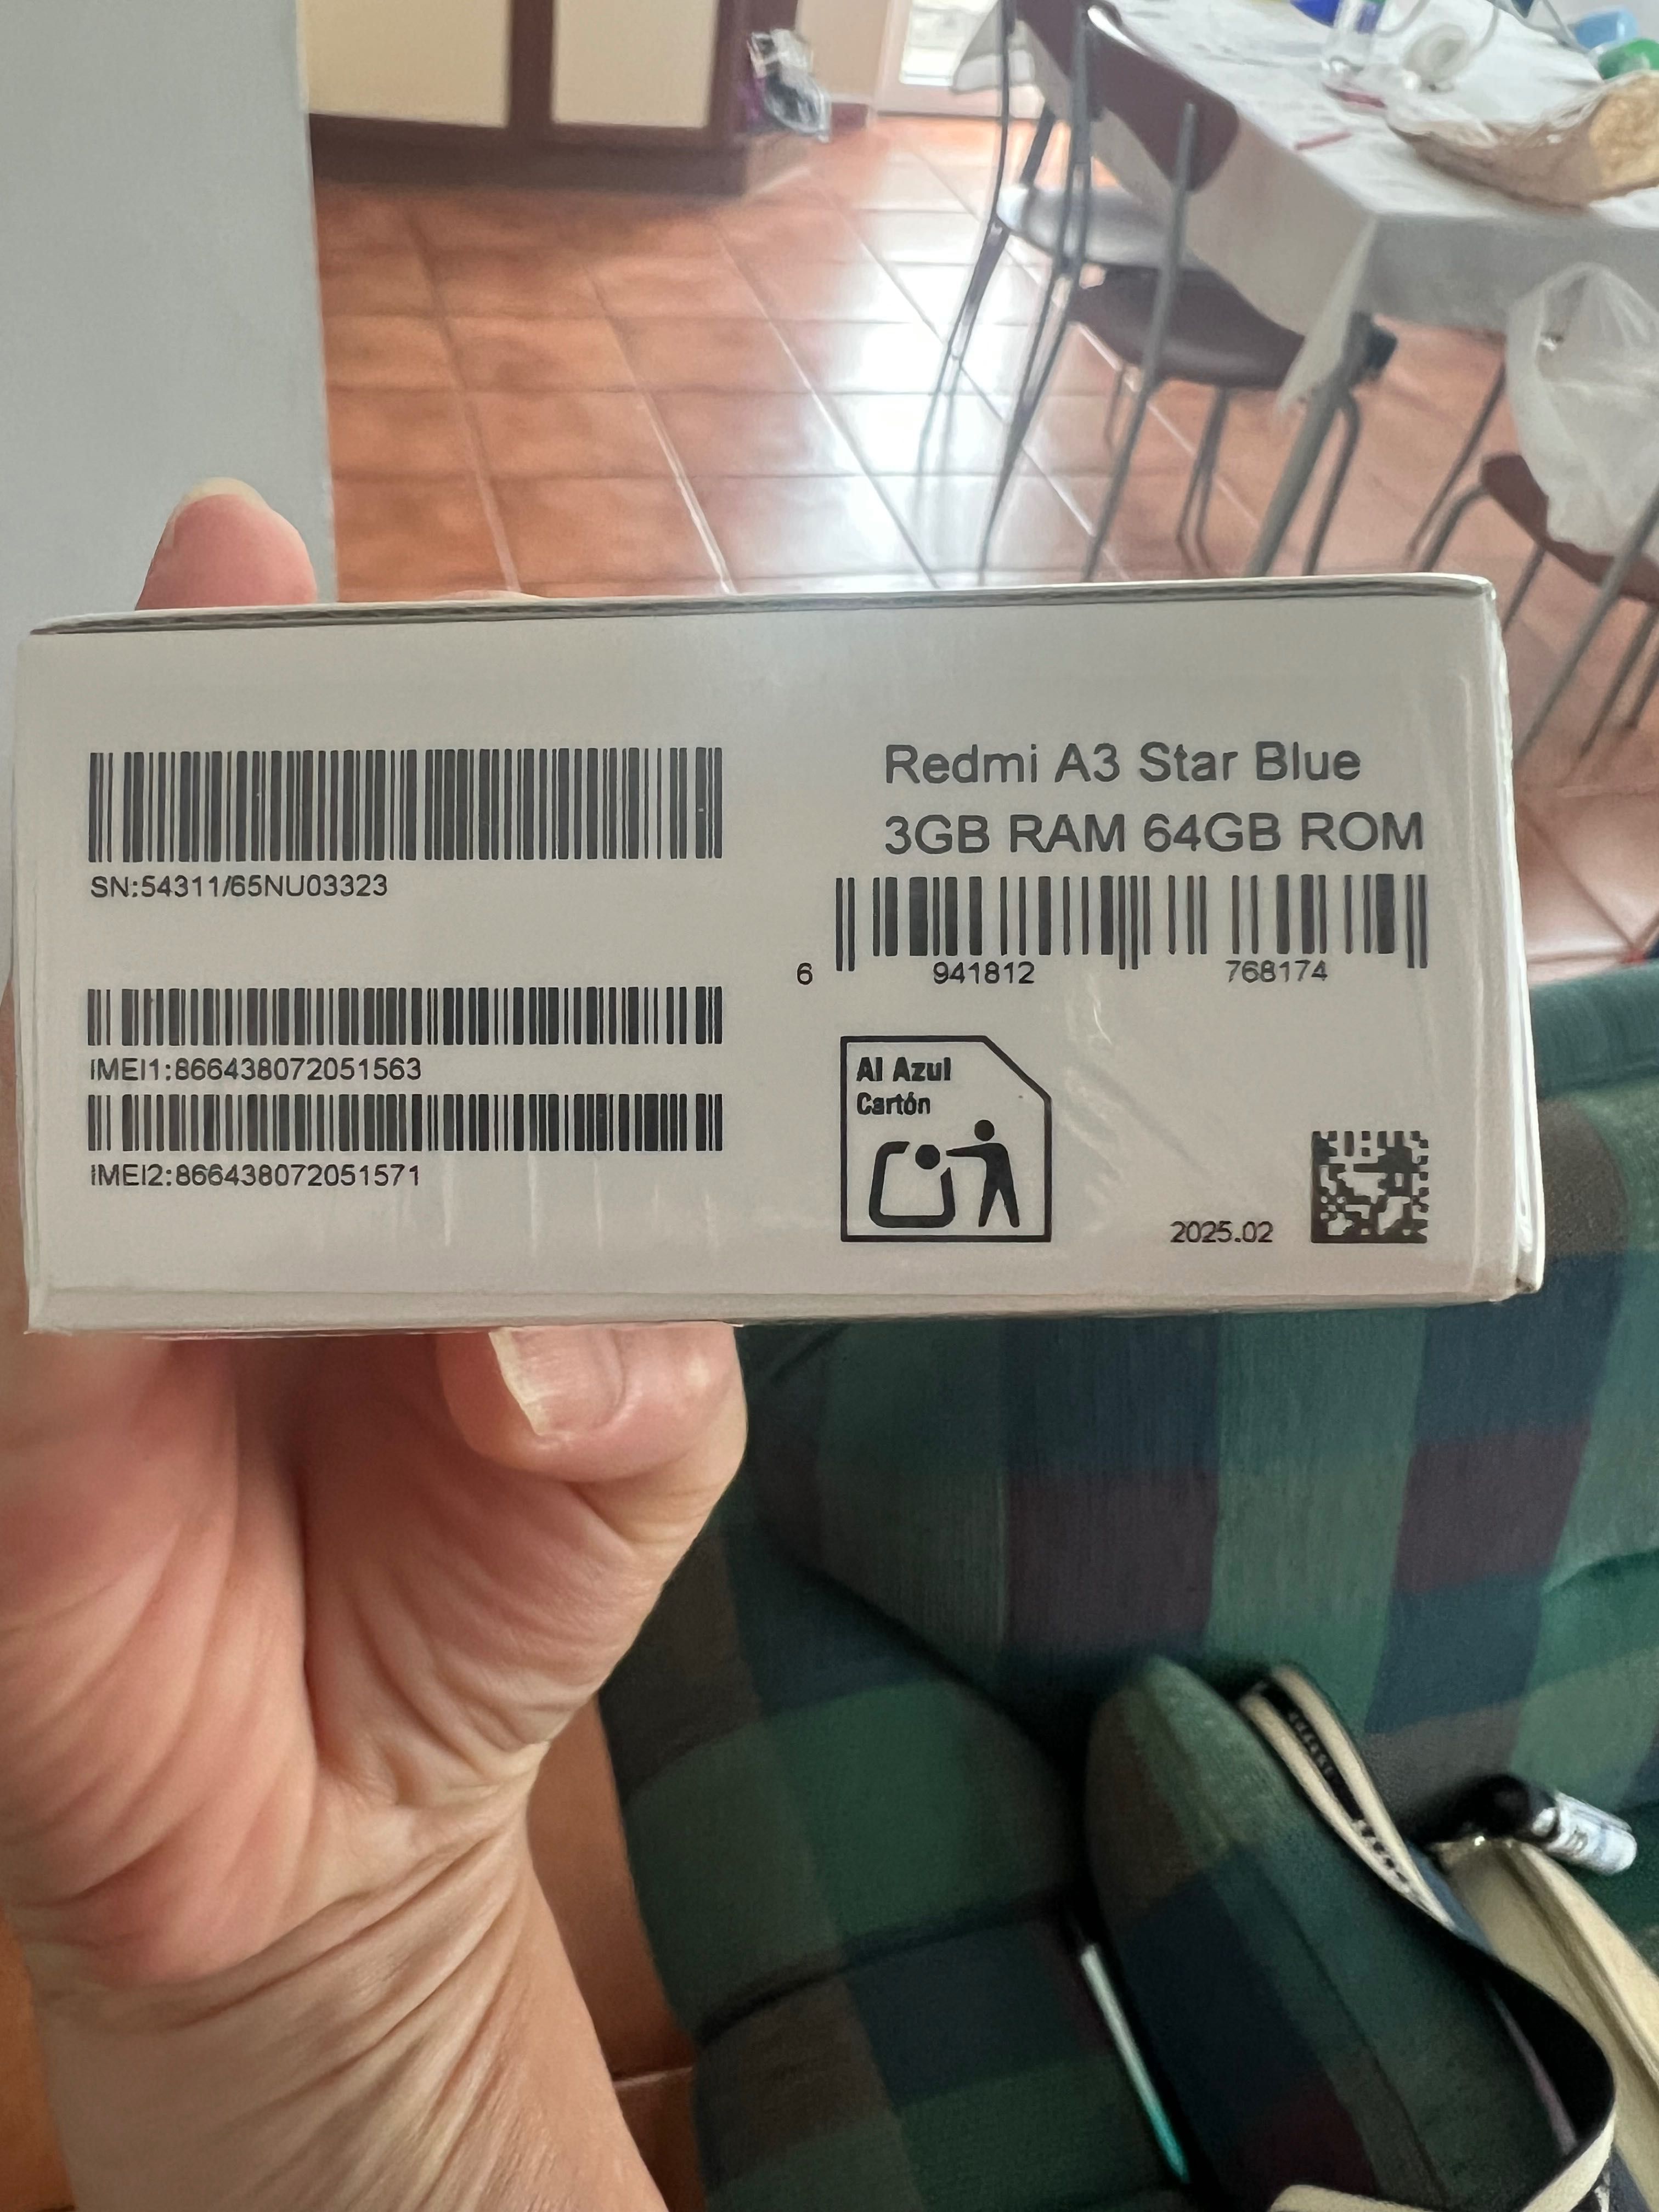 SN:54311/65NU03323
IMEI1:866438072051563
IMEI2:866438072051571
Redmi A3 Star Blue
3GB RAM 64GB ROM
6 941812 768174
Al Azul
Cartón
2025.02